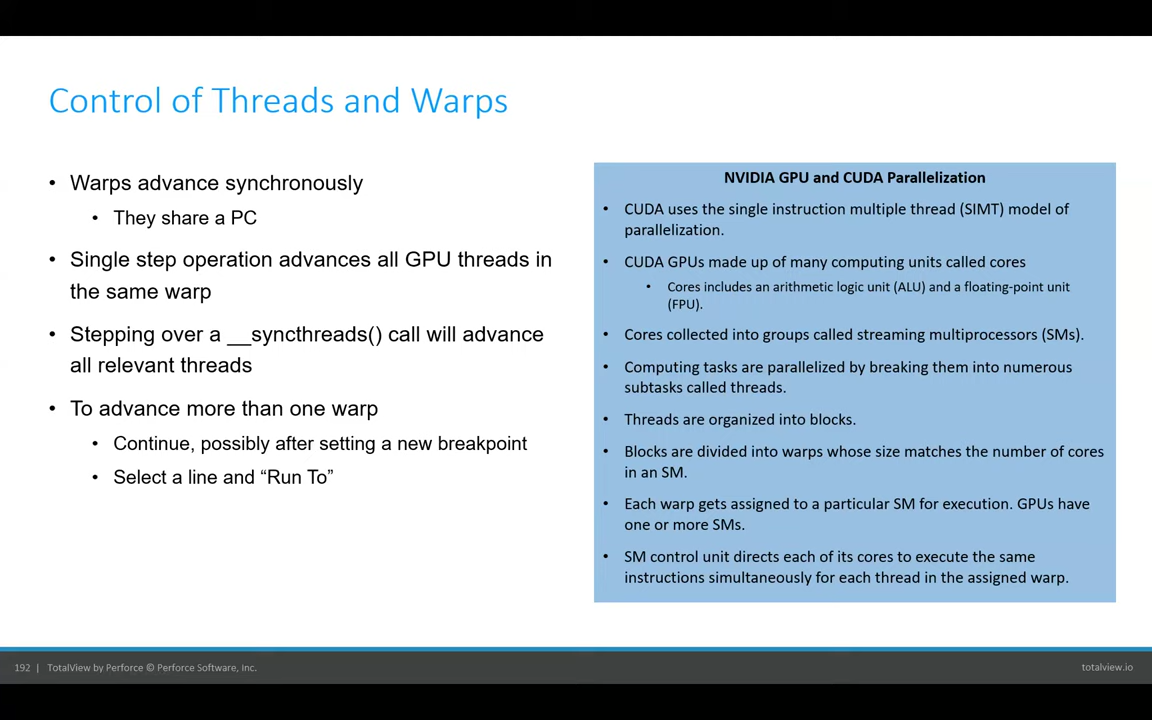 Control of Threads and Warps
• Warps advance synchronously
• They share a PC
• Single step operation advances all GPU threads in
the same warp
• Stepping over a __syncthreads() call will advance
all relevant threads
• To advance more than one warp
• Continue, possibly after setting a new breakpoint
• Select a line and “Run To”
NVIDIA GPU and CUDA Parallelization
• CUDA uses the single instruction multiple thread (SIMT) model of
parallelization.
• CUDA GPUs made up of many computing units called cores
• Cores includes an arithmetic logic unit (ALU) and a floating-point unit
(FPU).
• Cores collected into groups called streaming multiprocessors (SMs).
• Computing tasks are parallelized by breaking them into numerous
subtasks called threads.
• Threads are organized into blocks.
• Blocks are divided into warps whose size matches the number of cores
in an SM.
• Each warp gets assigned to a particular SM for execution. GPUs have
one or more SMs.
• SM control unit directs each of its cores to execute the same
instructions simultaneously for each thread in the assigned warp.
192 | TotalView by Perforce © Perforce Software, Inc.
totalview.io